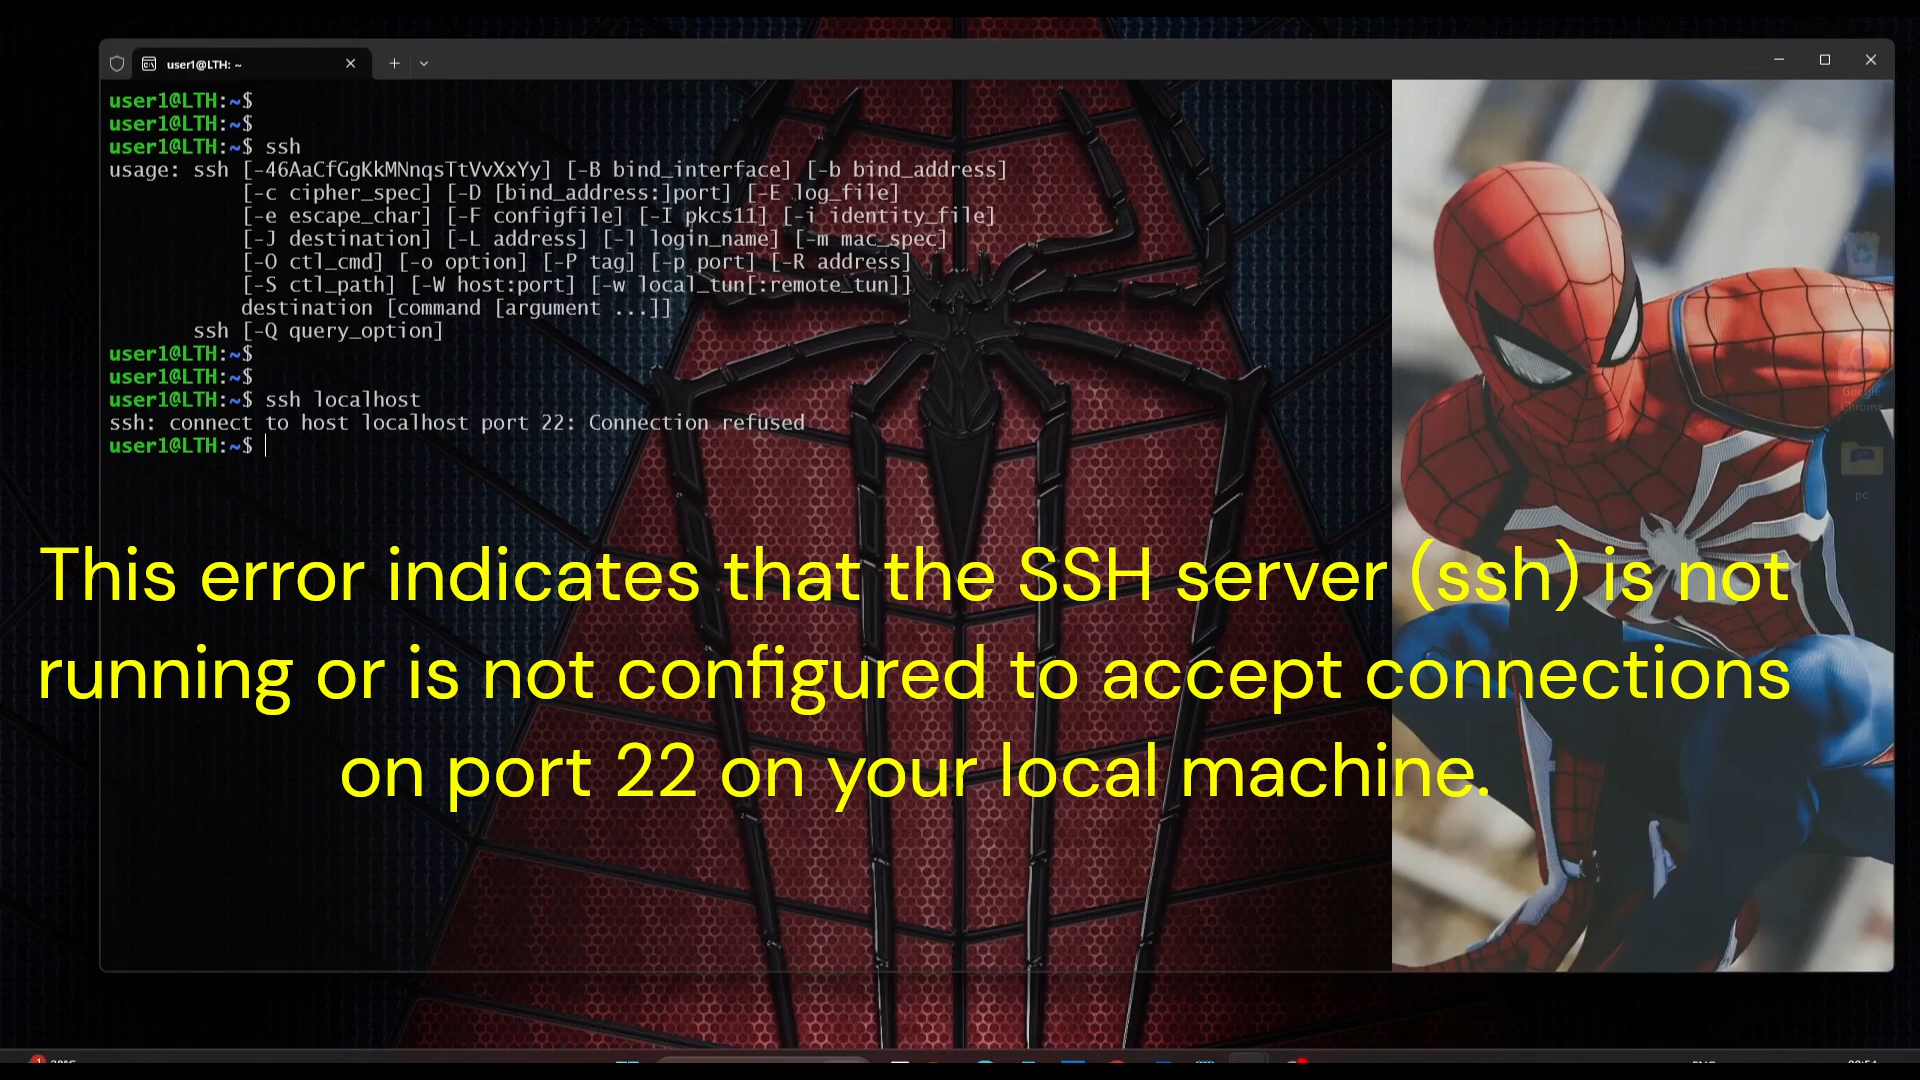 user1@LTH: ~
user1@LTH:~$
user1@LTH:~$
user1@LTH:~$ ssh
usage: ssh [-46AaCfGgKkMNnqsTtVvXxYy] [-B bind_interface] [-b bind_address]
[-c cipher_spec] [-D [bind_address:]port] [-E log_file]
[-e escape_char] [-F configfile] [-I pkcs11] [-i identity_file]
[-J destination] [-L address] [-l login_name] [-m mac_spec]
[-O ctl_cmd] [-o option] [-P tag] [-p port] [-R address]
[-S ctl_path] [-W host:port] [-w local_tun[:remote_tun]]
destination [command [argument ...]]
ssh [-Q query_option]
user1@LTH:~$
user1@LTH:~$
user1@LTH:~$ ssh localhost
ssh: connect to host localhost port 22: Connection refused
user1@LTH:~$
Google
Chrome
pc
This error indicates that the SSH server (ssh) is not
running or is not configured to accept connections
on port 22 on your local machine.